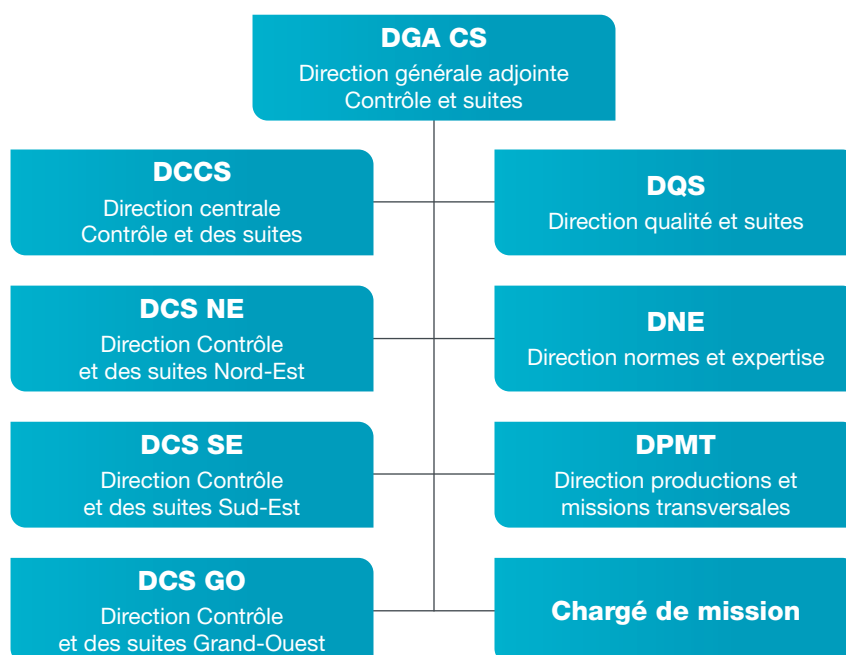 DGA CS
Direction générale adjointe
Contrôle et suites
DCCS
Direction centrale
Contrôle et des suites
DQS
Direction qualité et suites
DCS NE
Direction Contrôle
et des suites Nord-Est
DNE
Direction normes et expertise
DCS SE
Direction Contrôle
et des suites Sud-Est
DPMT
Direction productions et
missions transversales
DCS GO
Direction Contrôle
et des suites Grand-Ouest
Chargé de mission